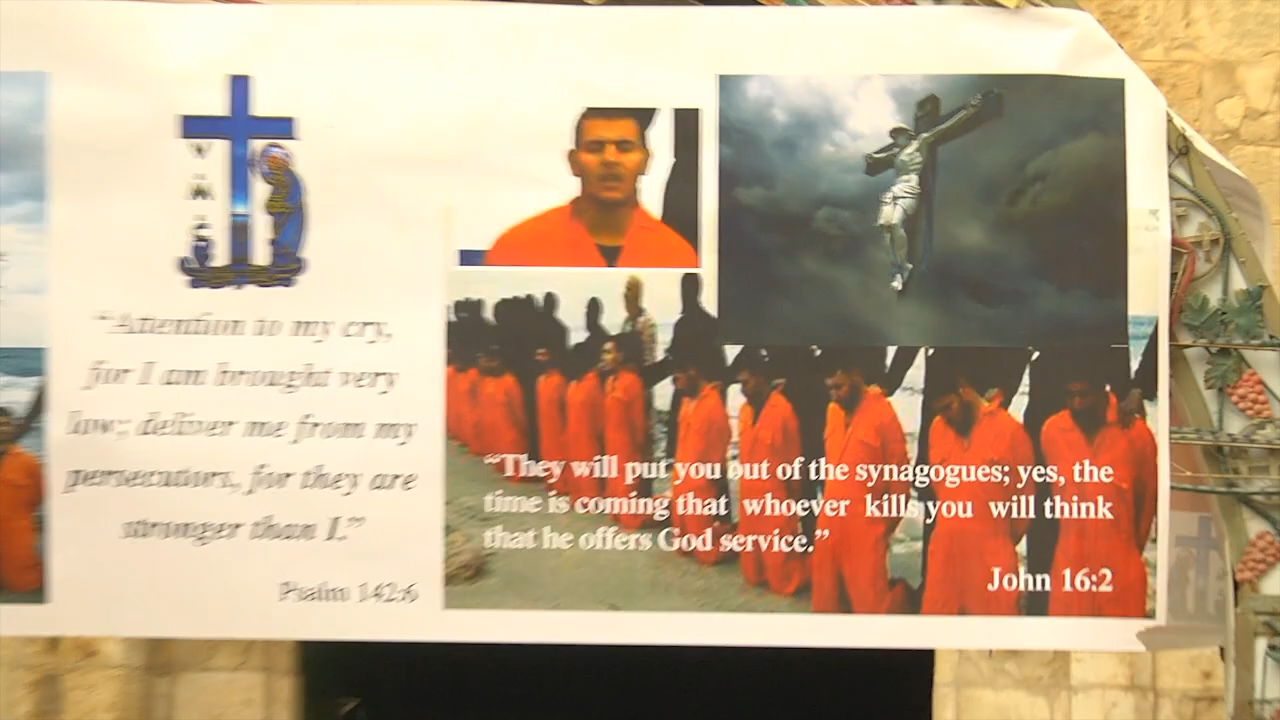 W
M
C
“Attention to my cry,
for I am brought very
low; deliver me from my
persecutors, for they are
stronger than I.”
Psalm 142:6
“They will put you out of the synagogues; yes, the
time is coming that whoever kills you will think
that he offers God service.”
John 16:2